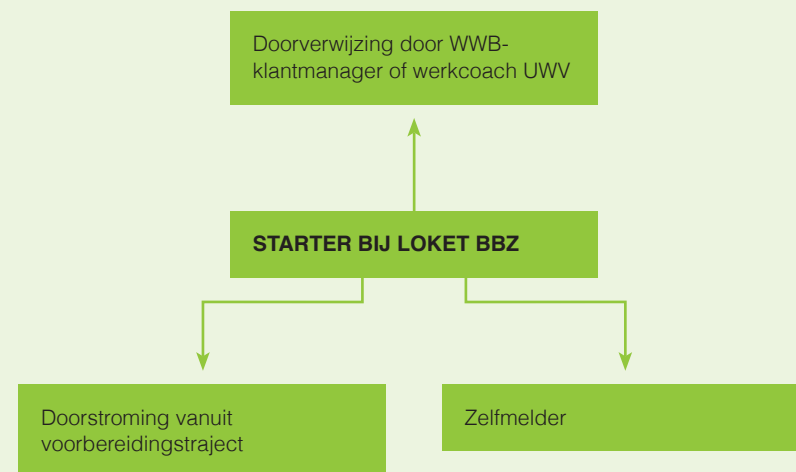 Doorverwijzing door WWB-
klantmanager of werkcoach UWV
STARTER BIJ LOKET BBZ
Doorstroming vanuit
voorbereidingstraject
Zelfmelder